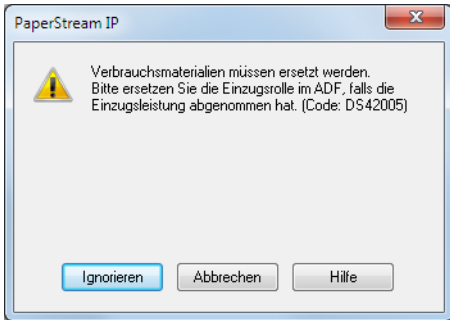 PaperStream IP
Verbrauchsmaterialien müssen ersetzt werden.
Bitte ersetzen Sie die Einzugsrolle im ADF, falls die
Einzugsleistung abgenommen hat. (Code: DS42005)
Ignorieren Abbrechen Hilfe